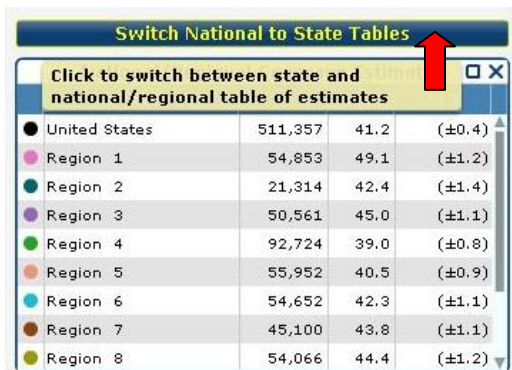 Switch National to State Tables
Click to switch between state and
national/regional table of estimates
United States 511,357 41.2 (±0.4)
Region 1 54,853 49.1 (±1.2)
Region 2 21,314 42.4 (±1.4)
Region 3 50,561 45.0 (±1.1)
Region 4 92,724 39.0 (±0.8)
Region 5 55,952 40.5 (±0.9)
Region 6 54,652 42.3 (±1.1)
Region 7 45,100 43.8 (±1.1)
Region 8 54,066 44.4 (±1.2)